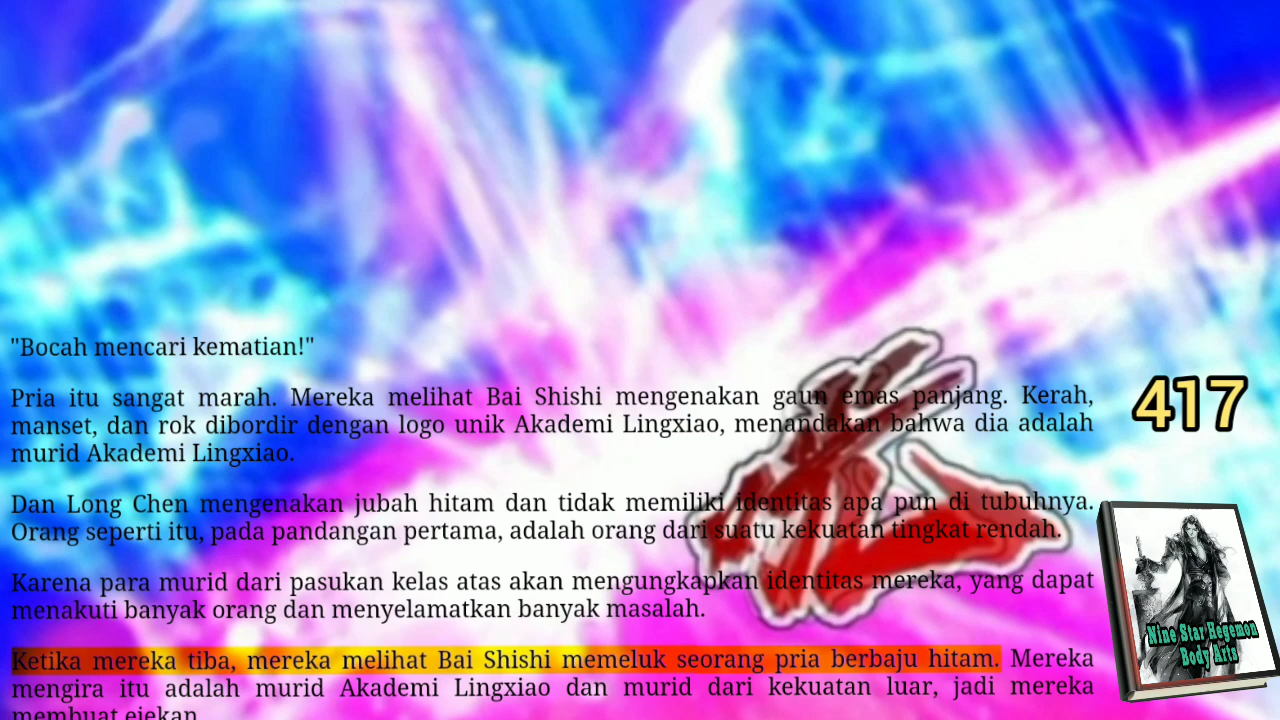 "Bocah mencari kematian!"
Pria itu sangat marah. Mereka melihat Bai Shishi mengenakan gaun emas panjang. Kerah,
manset, dan rok dibordir dengan logo unik Akademi Lingxiao, menandakan bahwa dia adalah
murid Akademi Lingxiao.
Dan Long Chen mengenakan jubah hitam dan tidak memiliki identitas apa pun di tubuhnya.
Orang seperti itu, pada pandangan pertama, adalah orang dari suatu kekuatan tingkat rendah.
Karena para murid dari pasukan kelas atas akan mengungkapkan identitas mereka, yang dapat
menakuti banyak orang dan menyelamatkan banyak masalah.
Ketika mereka tiba, mereka melihat Bai Shishi memeluk seorang pria berbaju hitam. Mereka
mengira itu adalah murid Akademi Lingxiao dan murid dari kekuatan luar, jadi mereka
membuat ejekan.
417
Nine Star Hegemon
Body Arts